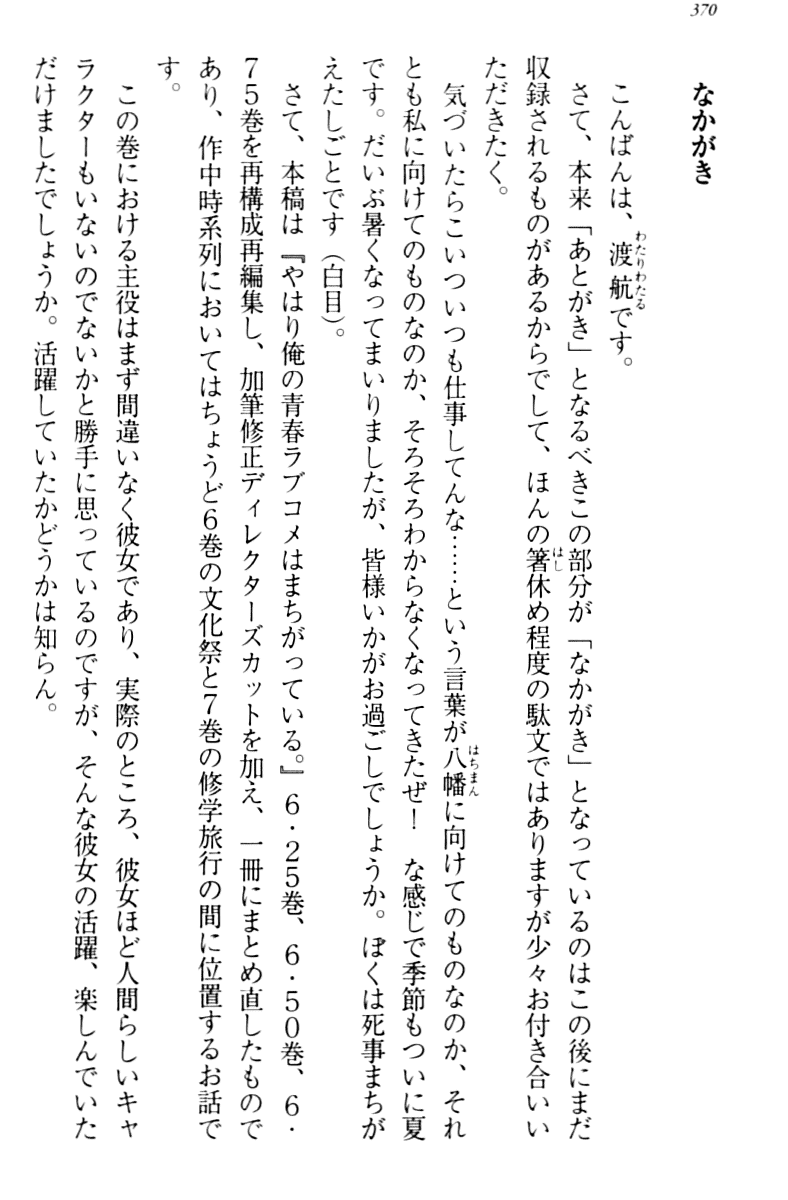 370
なかがき
こんばんは、渡航です。
さて、本来「あとがき」となるべきこの部分が「なかがき」となっているのはこの後にまだ
収録されるものがあるからでして、ほんの箸休め程度の駄文ではありますが少々お付き合いい
ただきたく。
気づいたらこいついつも仕事してんな……という言葉が八幡に向けてのものなのか、それ
とも私に向けてのものなのか、そろそろわからなくなってきたぜ！　な感じで季節もついに夏
です。だいぶ暑くなってまいりましたが、皆様いかがお過ごしでしょうか。ぼくは死事まちが
えたしごとです（白目）。
さて、本稿は『やはり俺の青春ラブコメはまちがっている。』６・２５巻、６・５０巻、６・
７５巻を再構成再編集し、加筆修正ディレクターズカットを加え、一冊にまとめ直したもので
あり、作中時系列においてはちょうど６巻の文化祭と７巻の修学旅行の間に位置するお話で
す。
この巻における主役はまず間違いなく彼女であり、実際のところ、彼女ほど人間らしいキャ
ラクターもいないのでないかと勝手に思っているのですが、そんな彼女の活躍、楽しんでいた
だけましたでしょうか。活躍していたかどうかは知らん。